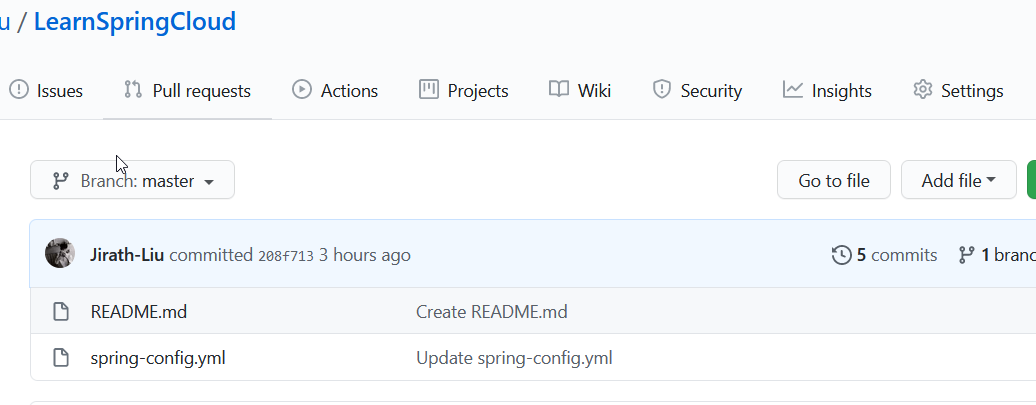 u / LearnSpringCloud
Issues Pull requests Actions Projects Wiki Security Insights Settings
Branch: master Go to file Add file
Jirath-Liu committed 208f713 3 hours ago 5 commits 1 branc
README.md Create README.md
spring-config.yml Update spring-config.yml